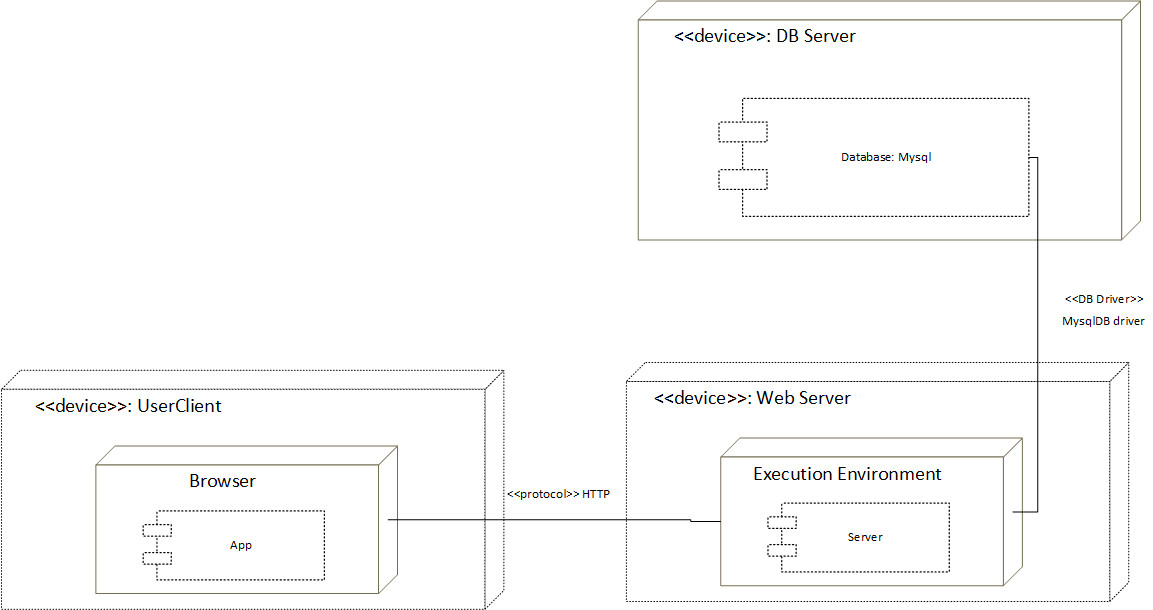 <<device>>: DB Server
Database: Mysql
<<DB Driver>>
MysqlDB driver
<<device>>: UserClient
Browser
App
<<protocol>> HTTP
<<device>>: Web Server
Execution Environment
Server